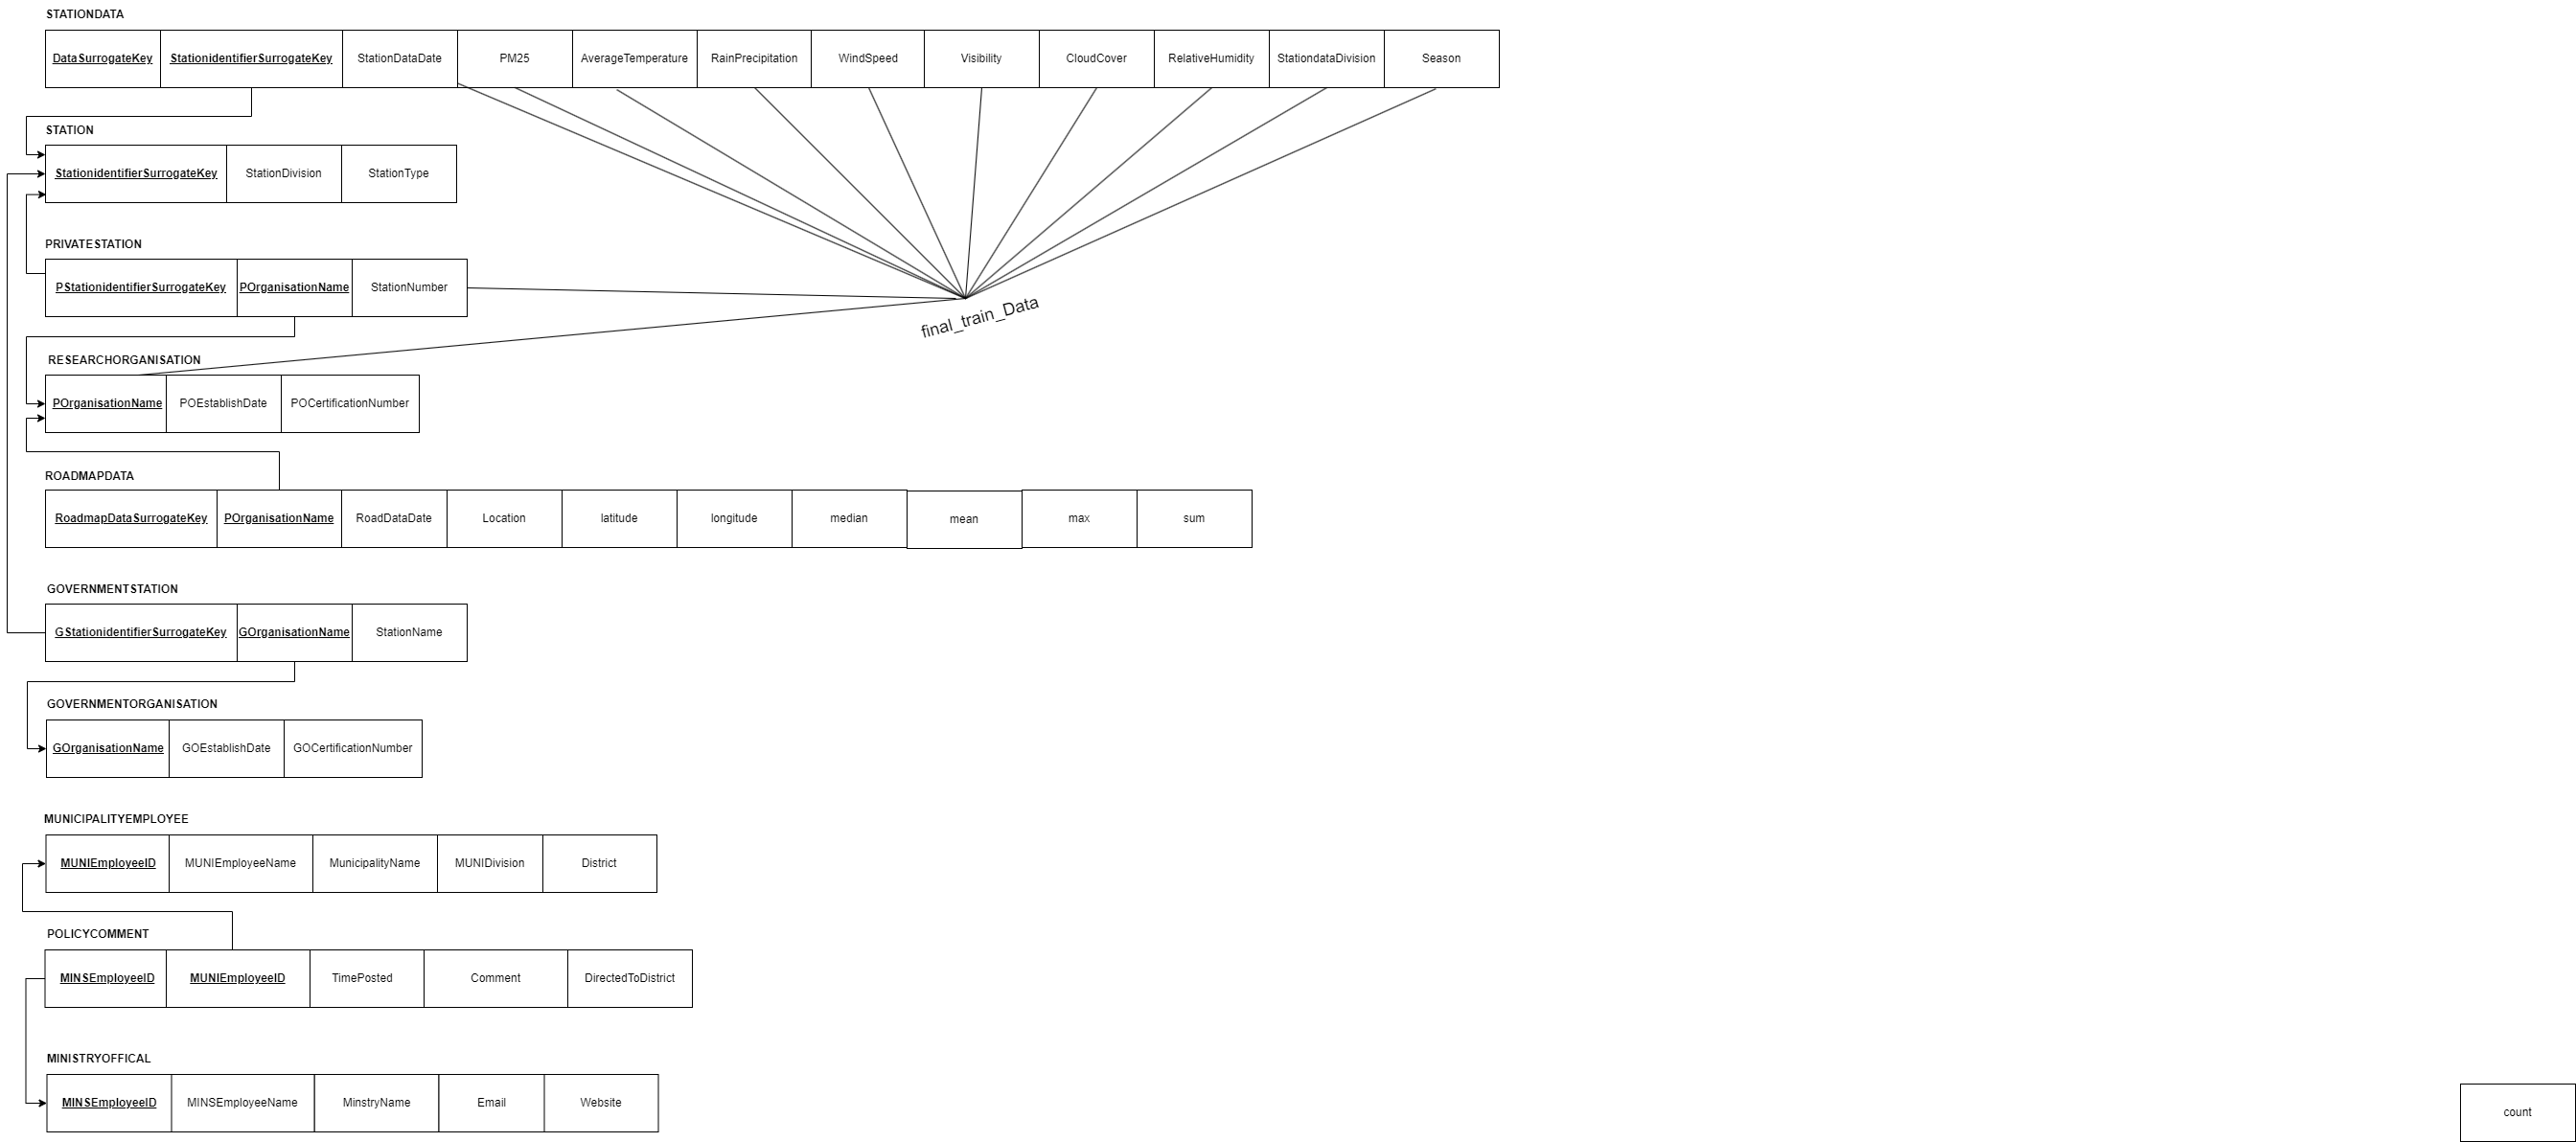 STATIONDATA
DataSurrogateKey StationidentifierSurrogateKey StationDataDate PM25 AverageTemperature RainPrecipitation WindSpeed Visibility CloudCover RelativeHumidity StationdataDivision Season
STATION
StationidentifierSurrogateKey StationDivision StationType
PRIVATESTATION
PStationidentifierSurrogateKey POrganisationName StationNumber
final_train_Data
RESEARCHORGANISATION
POrganisationName POEstablishDate POCertificationNumber
ROADMAPDATA
RoadmapDataSurrogateKey POrganisationName RoadDataDate Location latitude longitude median mean max sum
GOVERNMENTSTATION
GStationidentifierSurrogateKey GOrganisationName StationName
GOVERNMENTORGANISATION
GOrganisationName GOEstablishDate GOCertificationNumber
MUNICIPALITYEMPLOYEE
MUNIEmployeeID MUNIEmployeeName MunicipalityName MUNIDivision District
POLICYCOMMENT
MINSEmployeeID MUNIEmployeeID TimePosted Comment DirectedToDistrict
MINISTRYOFFICAL
MINSEmployeeID MINSEmployeeName MinstryName Email Website
count